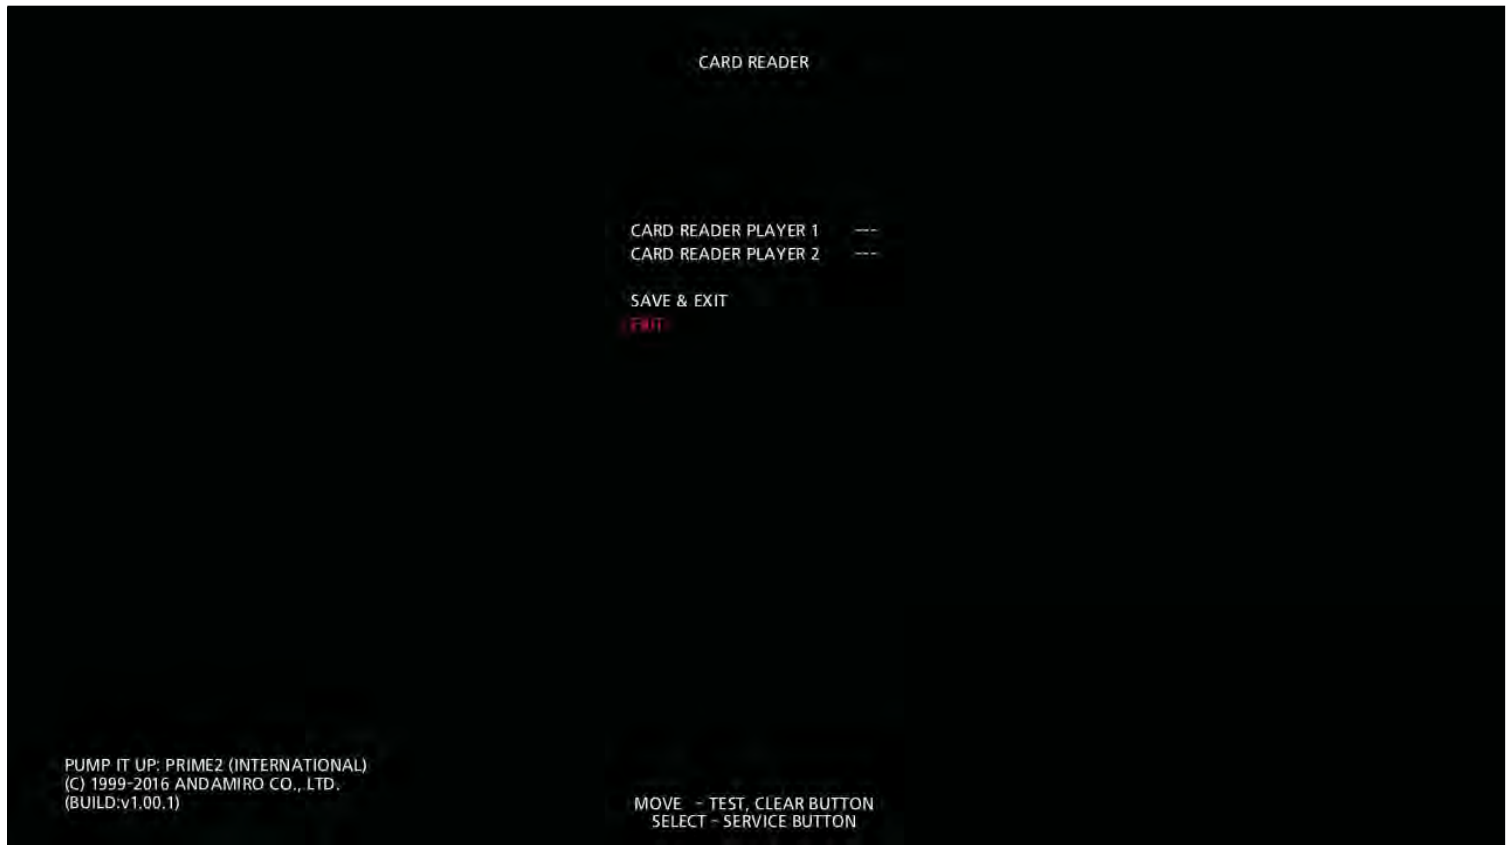 CARD READER
CARD READER PLAYER 1 ---
CARD READER PLAYER 2 ---
SAVE & EXIT
EXIT
PUMP IT UP: PRIME2 (INTERNATIONAL)
(C) 1999-2016 ANDAMIRO CO., LTD.
(BUILD:v1.00.1)
MOVE - TEST, CLEAR BUTTON
SELECT - SERVICE BUTTON